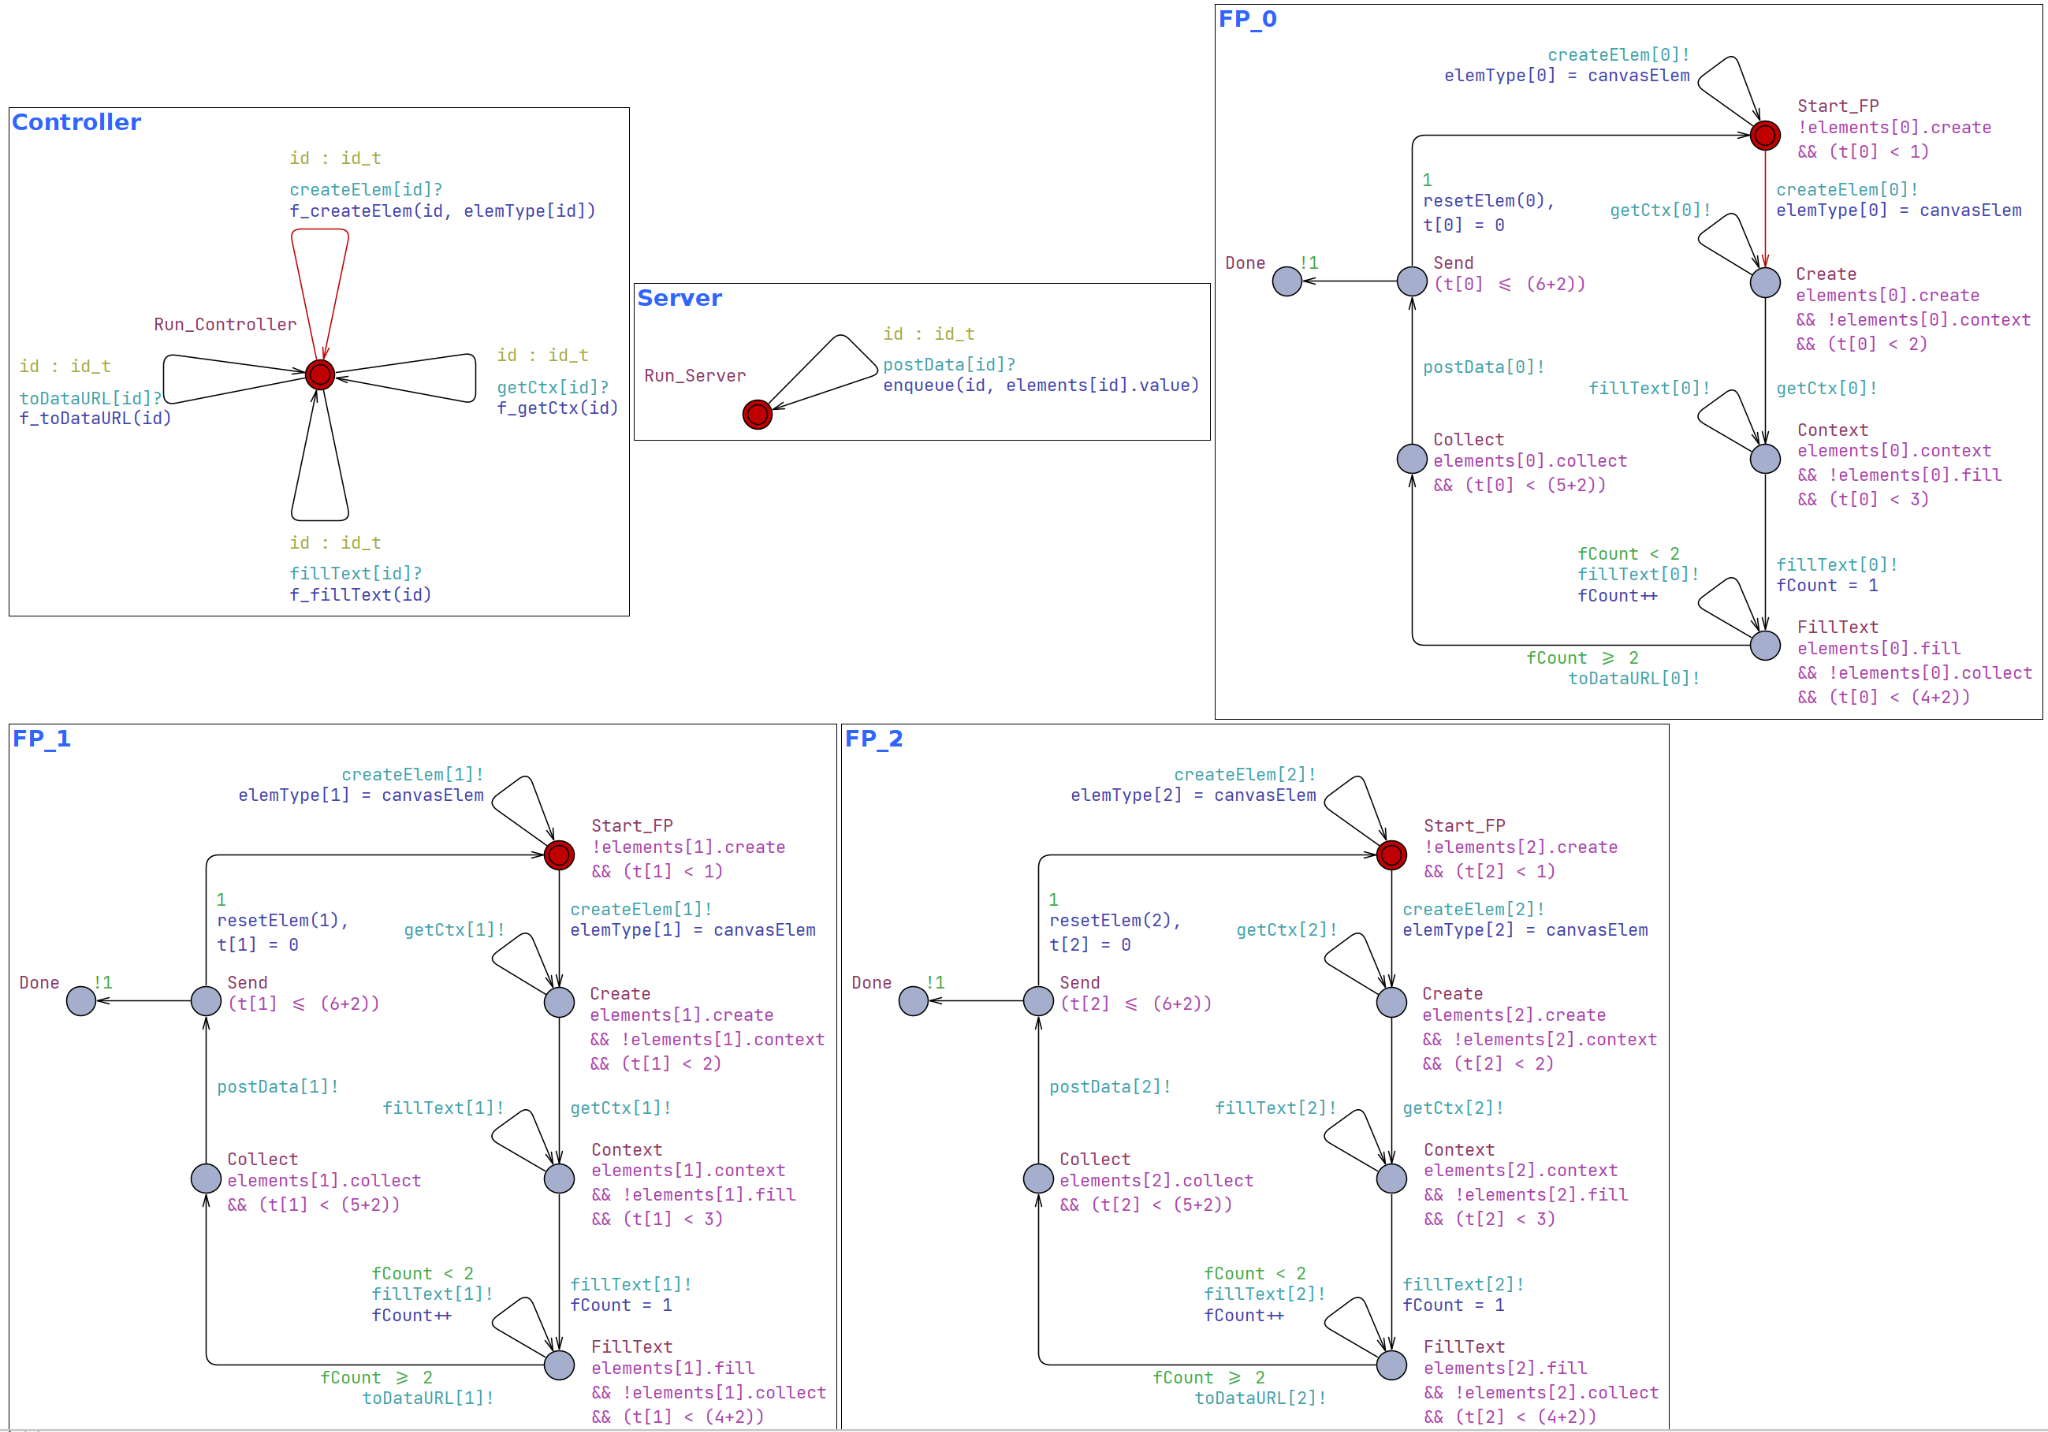 FP_0
createElem[0]!
elemType[0] = canvasElem
Start_FP
!elements[0].create
&& (t[0] < 1)
1
resetElem(0),
t[0] = 0
createElem[0]!
elemType[0] = canvasElem
getCtx[0]!
Done
!1
Send
(t[0] ⩽ (6+2))
Create
elements[0].create
&& !elements[0].context
&& (t[0] < 2)
postData[0]!
fillText[0]!
getCtx[0]!
Collect
elements[0].collect
&& (t[0] < (5+2))
Context
elements[0].context
&& !elements[0].fill
&& (t[0] < 3)
fCount < 2
fillText[0]!
fCount++
fillText[0]!
fCount = 1
FillText
elements[0].fill
&& !elements[0].collect
&& (t[0] < (4+2))
fCount ⩾ 2
toDataURL[0]!
Controller
id : id_t
createElem[id]?
f_createElem(id, elemType[id])
Run_Controller
id : id_t
toDataURL[id]?
f_toDataURL(id)
id : id_t
getCtx[id]?
f_getCtx(id)
id : id_t
fillText[id]?
f_fillText(id)
Server
id : id_t
postData[id]?
enqueue(id, elements[id].value)
Run_Server
FP_1
createElem[1]!
elemType[1] = canvasElem
Start_FP
!elements[1].create
&& (t[1] < 1)
1
resetElem(1),
t[1] = 0
createElem[1]!
elemType[1] = canvasElem
getCtx[1]!
Done
!1
Send
(t[1] ⩽ (6+2))
Create
elements[1].create
&& !elements[1].context
&& (t[1] < 2)
postData[1]!
fillText[1]!
getCtx[1]!
Collect
elements[1].collect
&& (t[1] < (5+2))
Context
elements[1].context
&& !elements[1].fill
&& (t[1] < 3)
fCount < 2
fillText[1]!
fCount++
fillText[1]!
fCount = 1
FillText
elements[1].fill
&& !elements[1].collect
&& (t[1] < (4+2))
fCount ⩾ 2
toDataURL[1]!
FP_2
createElem[2]!
elemType[2] = canvasElem
Start_FP
!elements[2].create
&& (t[2] < 1)
1
resetElem(2),
t[2] = 0
createElem[2]!
elemType[2] = canvasElem
getCtx[2]!
Done
!1
Send
(t[2] ⩽ (6+2))
Create
elements[2].create
&& !elements[2].context
&& (t[2] < 2)
postData[2]!
fillText[2]!
getCtx[2]!
Collect
elements[2].collect
&& (t[2] < (5+2))
Context
elements[2].context
&& !elements[2].fill
&& (t[2] < 3)
fCount < 2
fillText[2]!
fCount++
fillText[2]!
fCount = 1
FillText
elements[2].fill
&& !elements[2].collect
&& (t[2] < (4+2))
fCount ⩾ 2
toDataURL[2]!